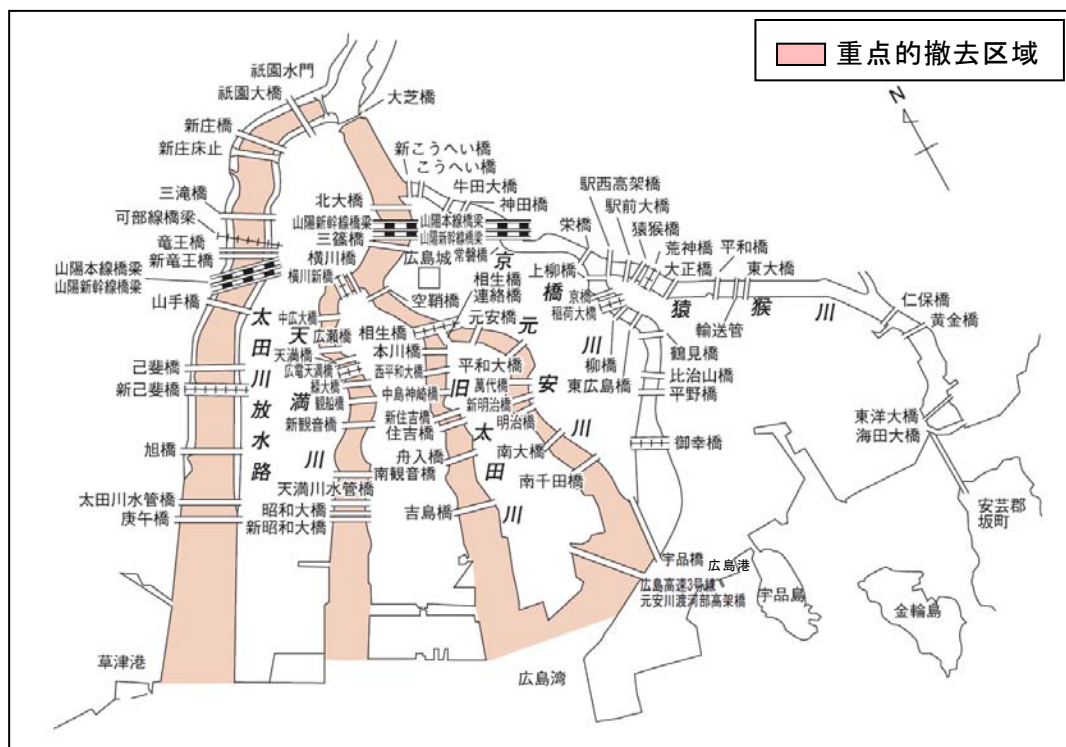 重点的撤去区域
祇園水門
祇園大橋
大芝橋
N
新庄橋
新庄床止
新こうへい橋
こうへい橋
牛田大橋
神田橋
駅西高架橋
駅前大橋
猿猴橋
荒神橋
平和橋
東大橋
三滝橋
可部線橋梁
竜王橋
新竜王橋
山陽本線橋梁
山陽新幹線橋梁
山手橋
北大橋
山陽新幹線橋梁
三篠橋
横川橋
横川新橋
山陽本線橋梁
山陽新幹線橋梁
常磐橋
広島城
栄橋
上柳橋
大正橋
京橋
稲荷大橋
仁保橋
黄金橋
輸送管
空鞘橋
相生橋
連絡橋
元安橋
相生橋
京橋川
猿猴川
中広大橋
広瀬橋
天満橋
広電天満橋
緑大橋
観船橋
新観音橋
本川橋
西平和大橋
中島神崎橋
新住吉橋
住吉橋
平和大橋
萬代橋
新明治橋
明治橋
柳橋
東広島橋
鶴見橋
比治山橋
平野橋
己斐橋
新己斐橋
太田川放水路
天満川
旧太田川
元安川
東洋大橋
海田大橋
御幸橋
旭橋
舟入橋
南観音橋
南大橋
南千田橋
太田川水管橋
庚午橋
天満川水管橋
昭和大橋
新昭和大橋
吉島橋
安芸郡
坂町
宇品橋
広島港
広島高速3号線
元安川渡河部高架橋
宇品島
金輪島
草津港
広島湾